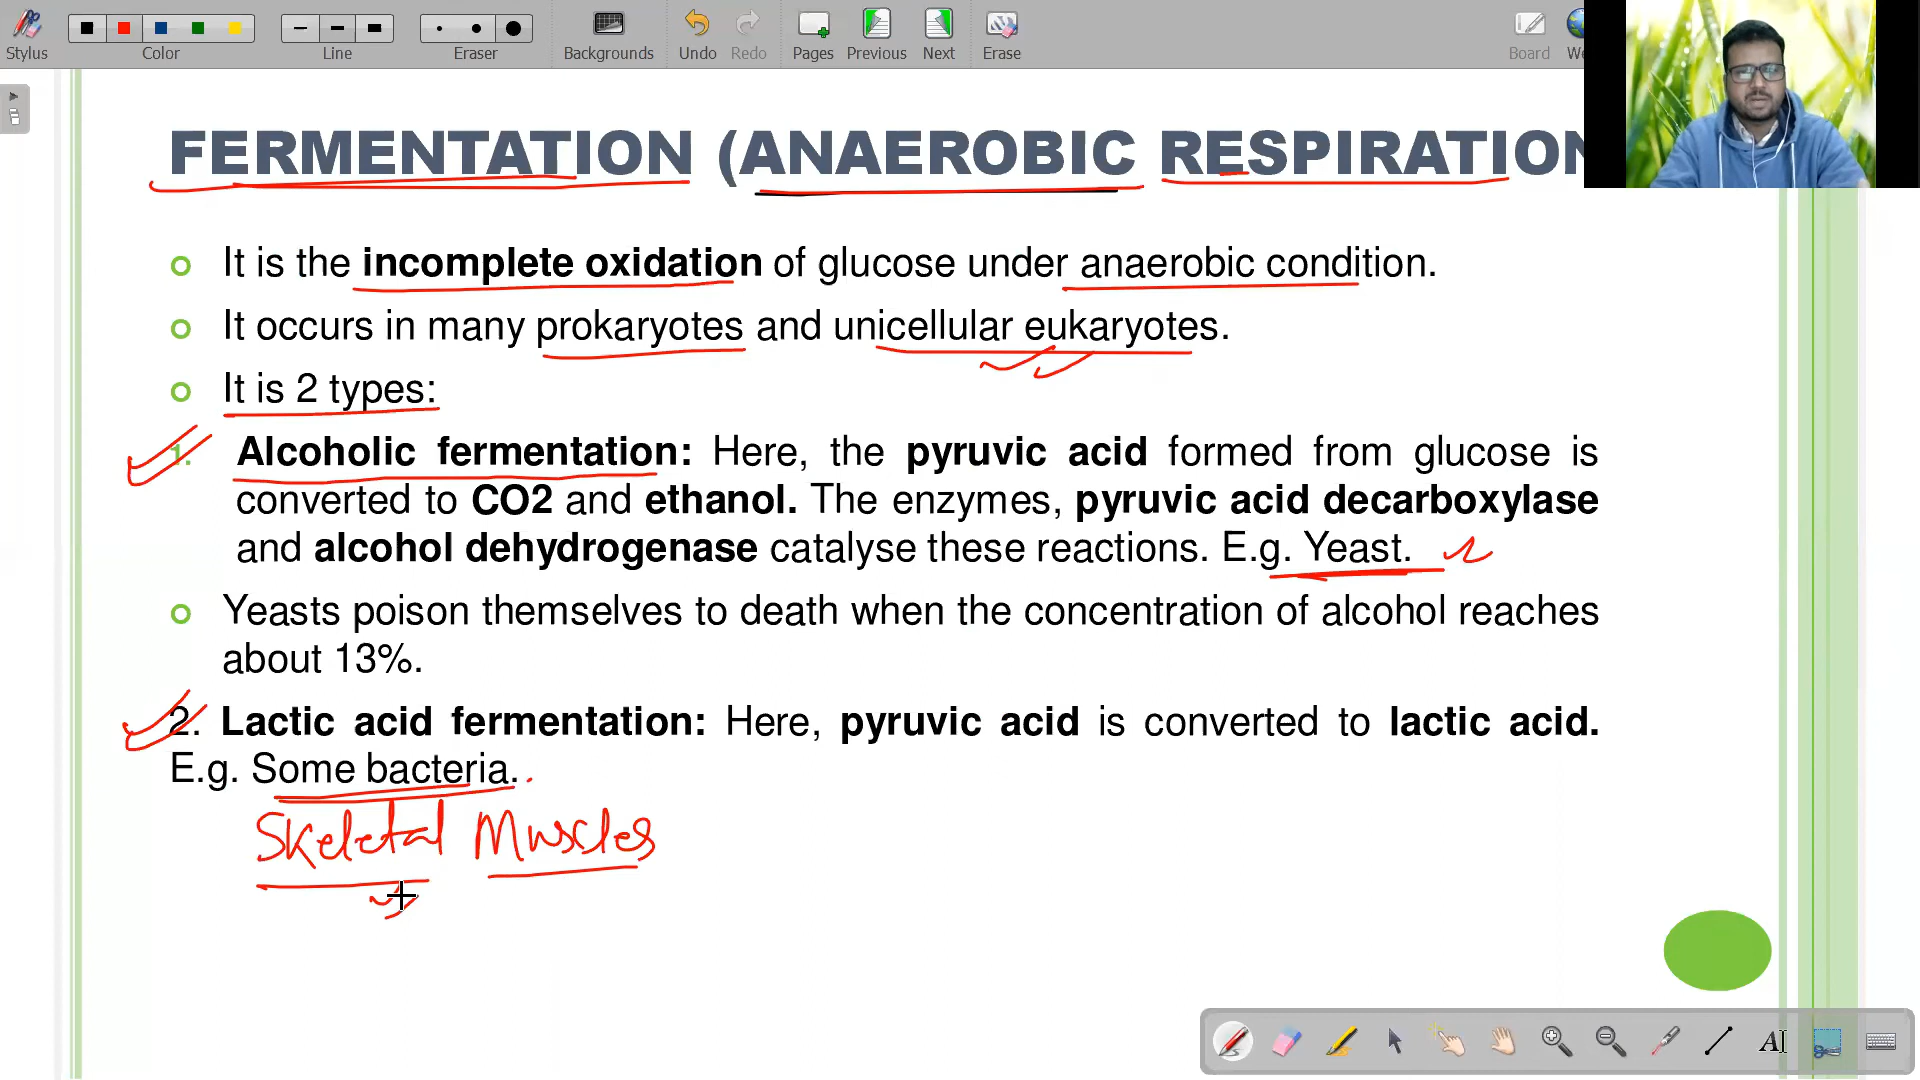 Stylus
Color
Line
Eraser
Backgrounds
Undo
Redo
Pages
Previous
Next
Erase
Board
FERMENTATION (ANAEROBIC RESPIRATION
It is the incomplete oxidation of glucose under anaerobic condition.
It occurs in many prokaryotes and unicellular eukaryotes.
It is 2 types:
1. Alcoholic fermentation: Here, the pyruvic acid formed from glucose is
converted to CO2 and ethanol. The enzymes, pyruvic acid decarboxylase
and alcohol dehydrogenase catalyse these reactions. E.g. Yeast.
Yeasts poison themselves to death when the concentration of alcohol reaches
about 13%.
2. Lactic acid fermentation: Here, pyruvic acid is converted to lactic acid.
E.g. Some bacteria.
Skeletal Muscles